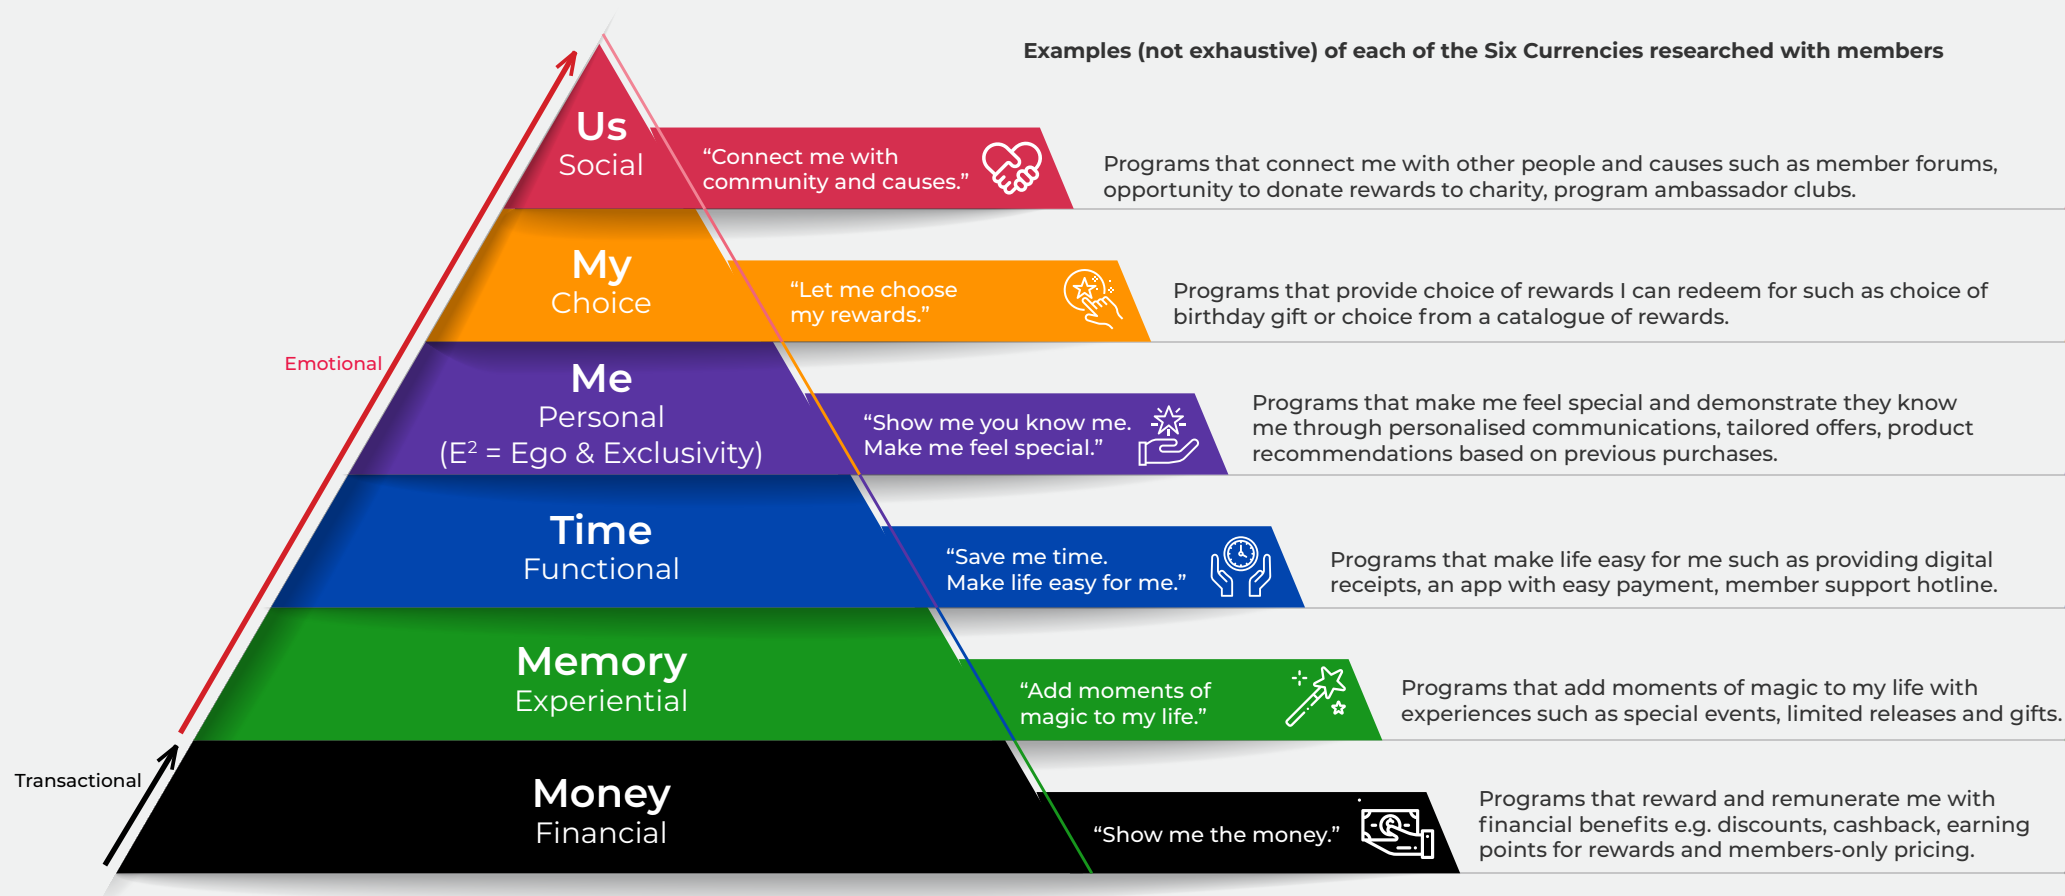 Examples (not exhaustive) of each of the Six Currencies researched with members
Us
Social
“Connect me with
community and causes.”
Programs that connect me with other people and causes such as member forums,
opportunity to donate rewards to charity, program ambassador clubs.
My
Choice
“Let me choose
my rewards.”
Programs that provide choice of rewards I can redeem for such as choice of
birthday gift or choice from a catalogue of rewards.
Emotional
Me
Personal
(E² = Ego & Exclusivity)
“Show me you know me.
Make me feel special.”
Programs that make me feel special and demonstrate they know
me through personalised communications, tailored offers, product
recommendations based on previous purchases.
Time
Functional
“Save me time.
Make life easy for me.”
Programs that make life easy for me such as providing digital
receipts, an app with easy payment, member support hotline.
Memory
Experiential
“Add moments of
magic to my life.”
Programs that add moments of magic to my life with
experiences such as special events, limited releases and gifts.
Transactional
Money
Financial
“Show me the money.”
Programs that reward and remunerate me with
financial benefits e.g. discounts, cashback, earning
points for rewards and members-only pricing.